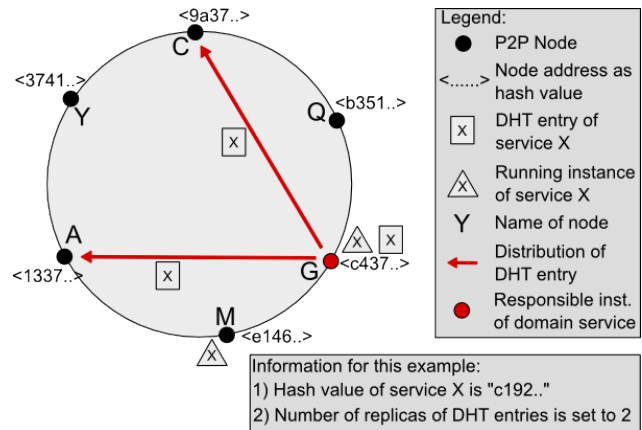 <9a37..>
C
<3741..>
Y
Q
<b351..>
x
A
<1337..>
x
x
x
G
<c437..>
M
<e146..>
x
Legend:
P2P Node
<......> Node address as
hash value
x DHT entry of
service X
x Running instance
of service X
Y Name of node
Distribution of
DHT entry
Responsible inst.
of domain service
Information for this example:
1) Hash value of service X is "c192.."
2) Number of replicas of DHT entries is set to 2